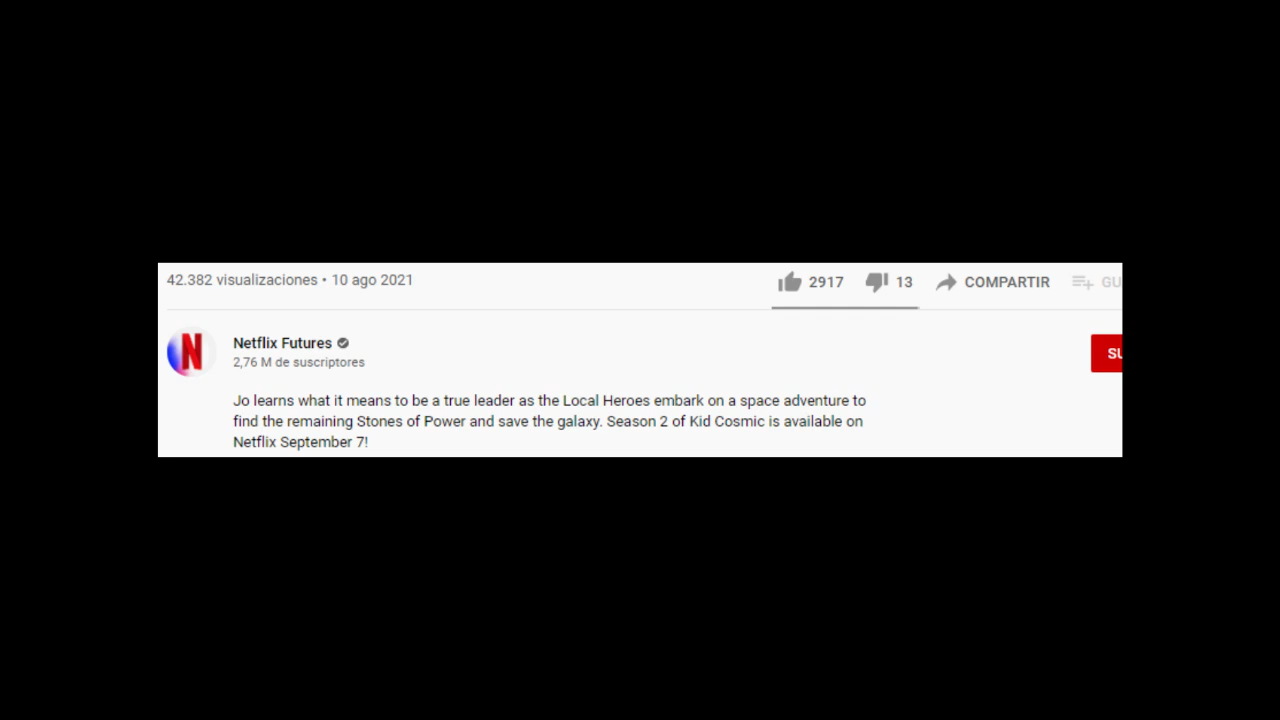 42.382 visualizaciones • 10 ago 2021
2917 13 COMPARTIR GU
N
Netflix Futures
2,76 M de suscriptores
SU
Jo learns what it means to be a true leader as the Local Heroes embark on a space adventure to
find the remaining Stones of Power and save the galaxy. Season 2 of Kid Cosmic is available on
Netflix September 7!